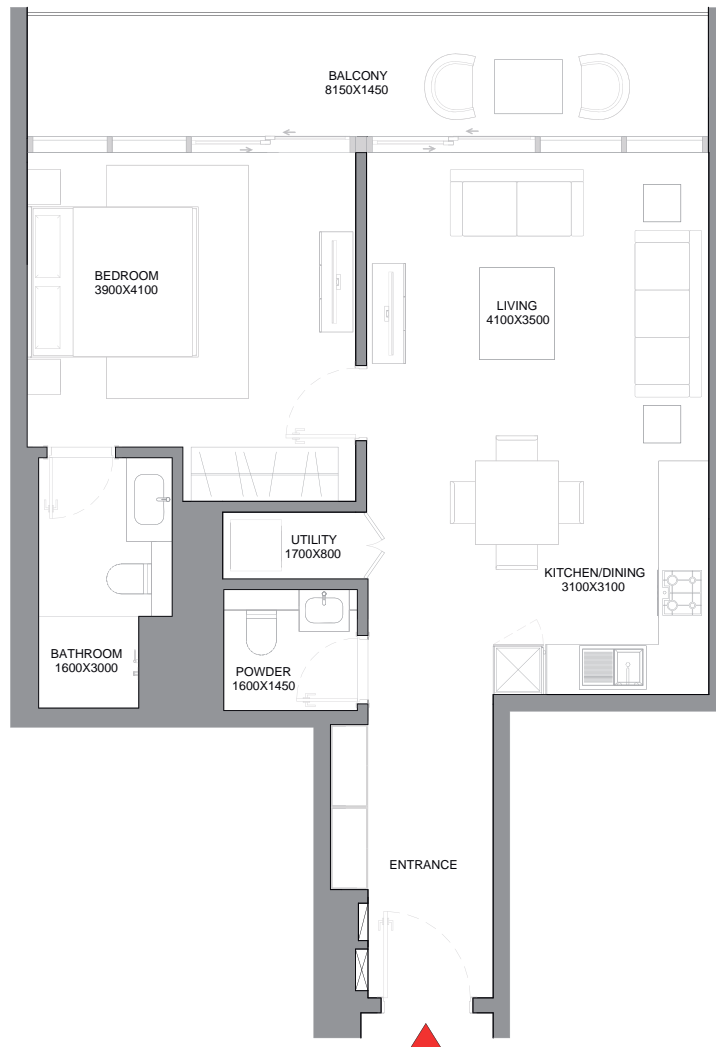 BALCONY
8150X1450
BEDROOM
3900X4100
LIVING
4100X3500
UTILITY
1700X800
KITCHEN/DINING
3100X3100
BATHROOM
1600X3000
POWDER
1600X1450
ENTRANCE